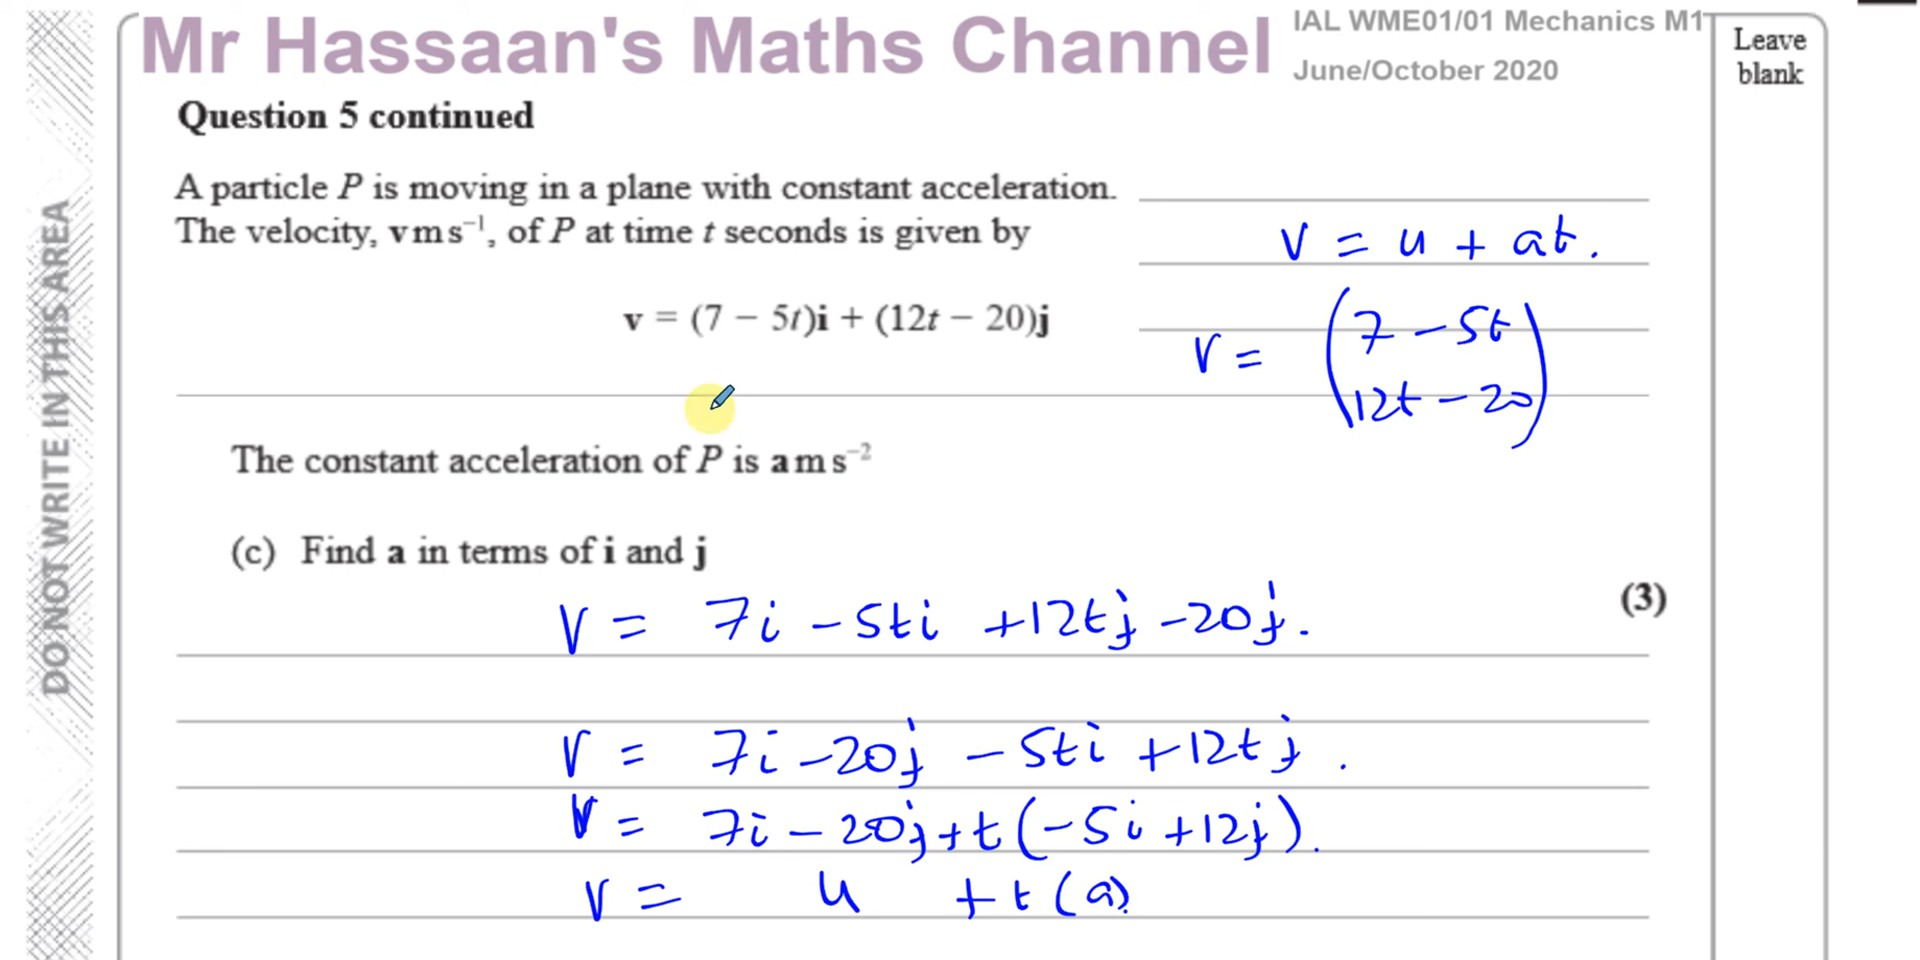 Mr Hassaan's Maths Channel
IAL WME01/01 Mechanics M1
June/October 2020
Leave
blank
Question 5 continued
A particle P is moving in a plane with constant acceleration.
The velocity, v m s⁻¹, of P at time t seconds is given by
v = (7 − 5t)i + (12t − 20)j
v = u + at.
v = (7 − 5t
12t − 20)
The constant acceleration of P is a m s⁻²
(c) Find a in terms of i and j
(3)
v = 7i − 5ti + 12tj − 20j.
v = 7i − 20j − 5ti + 12tj.
v = 7i − 20j + t(−5i + 12j).
v = u + t(a).
DO NOT WRITE IN THIS AREA